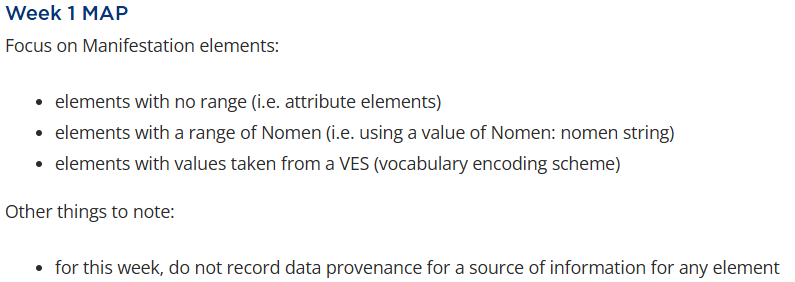 Week 1 MAP
Focus on Manifestation elements:
• elements with no range (i.e. attribute elements)
• elements with a range of Nomen (i.e. using a value of Nomen: nomen string)
• elements with values taken from a VES (vocabulary encoding scheme)
Other things to note:
• for this week, do not record data provenance for a source of information for any element